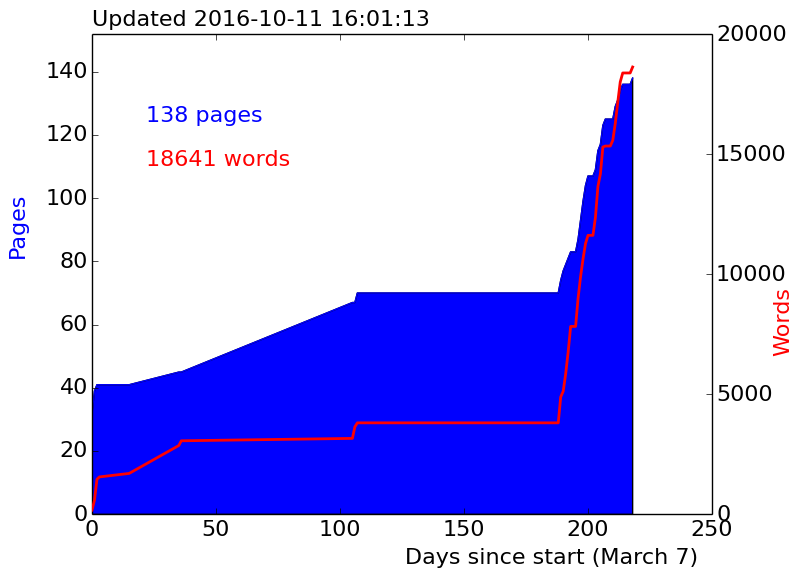 Updated 2016-10-11 16:01:13
138 pages
18641 words
Pages
140
120
100
80
60
40
20
0
20000
15000
10000
5000
0
Words
0 50 100 150 200 250
Days since start (March 7)